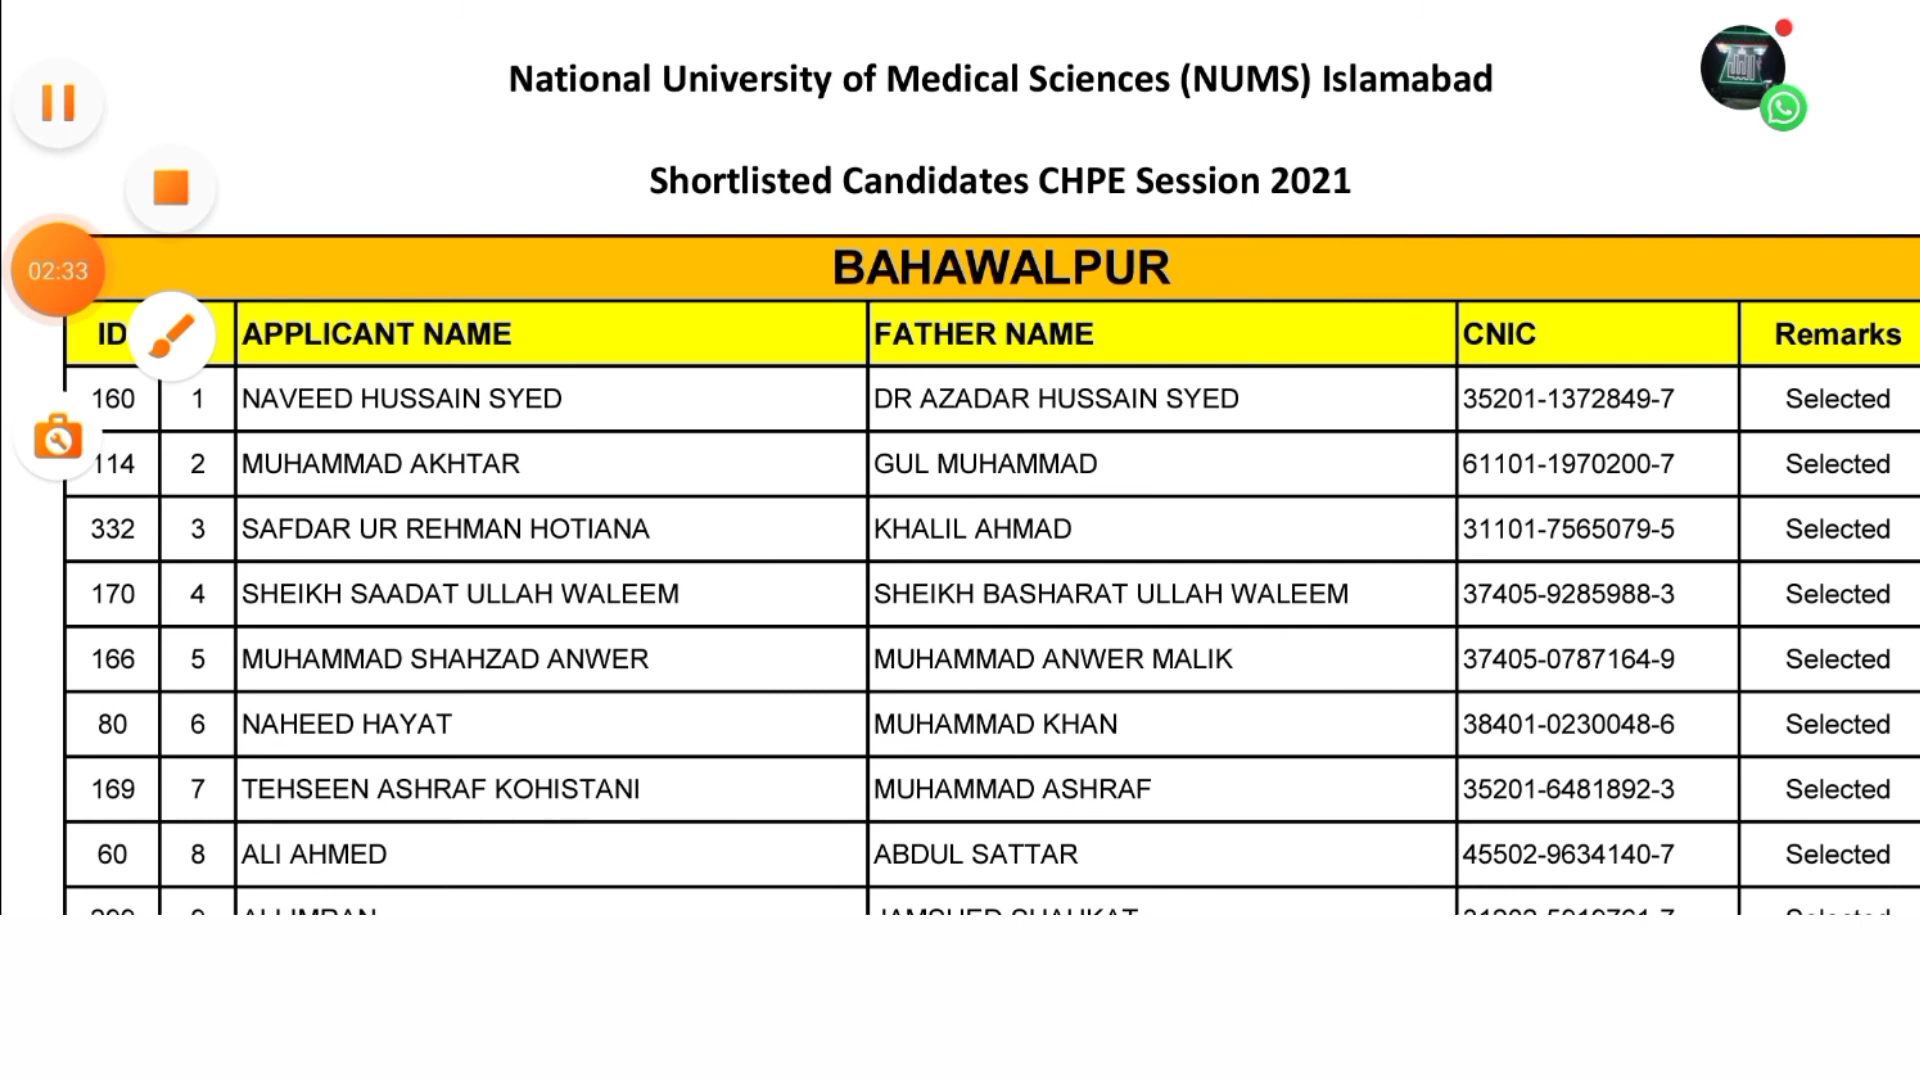 National University of Medical Sciences (NUMS) Islamabad
Shortlisted Candidates CHPE Session 2021
02:33
BAHAWALPUR
ID APPLICANT NAME FATHER NAME CNIC Remarks
160 1 NAVEED HUSSAIN SYED DR AZADAR HUSSAIN SYED 35201-1372849-7 Selected
114 2 MUHAMMAD AKHTAR GUL MUHAMMAD 61101-1970200-7 Selected
332 3 SAFDAR UR REHMAN HOTIANA KHALIL AHMAD 31101-7565079-5 Selected
170 4 SHEIKH SAADAT ULLAH WALEEM SHEIKH BASHARAT ULLAH WALEEM 37405-9285988-3 Selected
166 5 MUHAMMAD SHAHZAD ANWER MUHAMMAD ANWER MALIK 37405-0787164-9 Selected
80 6 NAHEED HAYAT MUHAMMAD KHAN 38401-0230048-6 Selected
169 7 TEHSEEN ASHRAF KOHISTANI MUHAMMAD ASHRAF 35201-6481892-3 Selected
60 8 ALI AHMED ABDUL SATTAR 45502-9634140-7 Selected